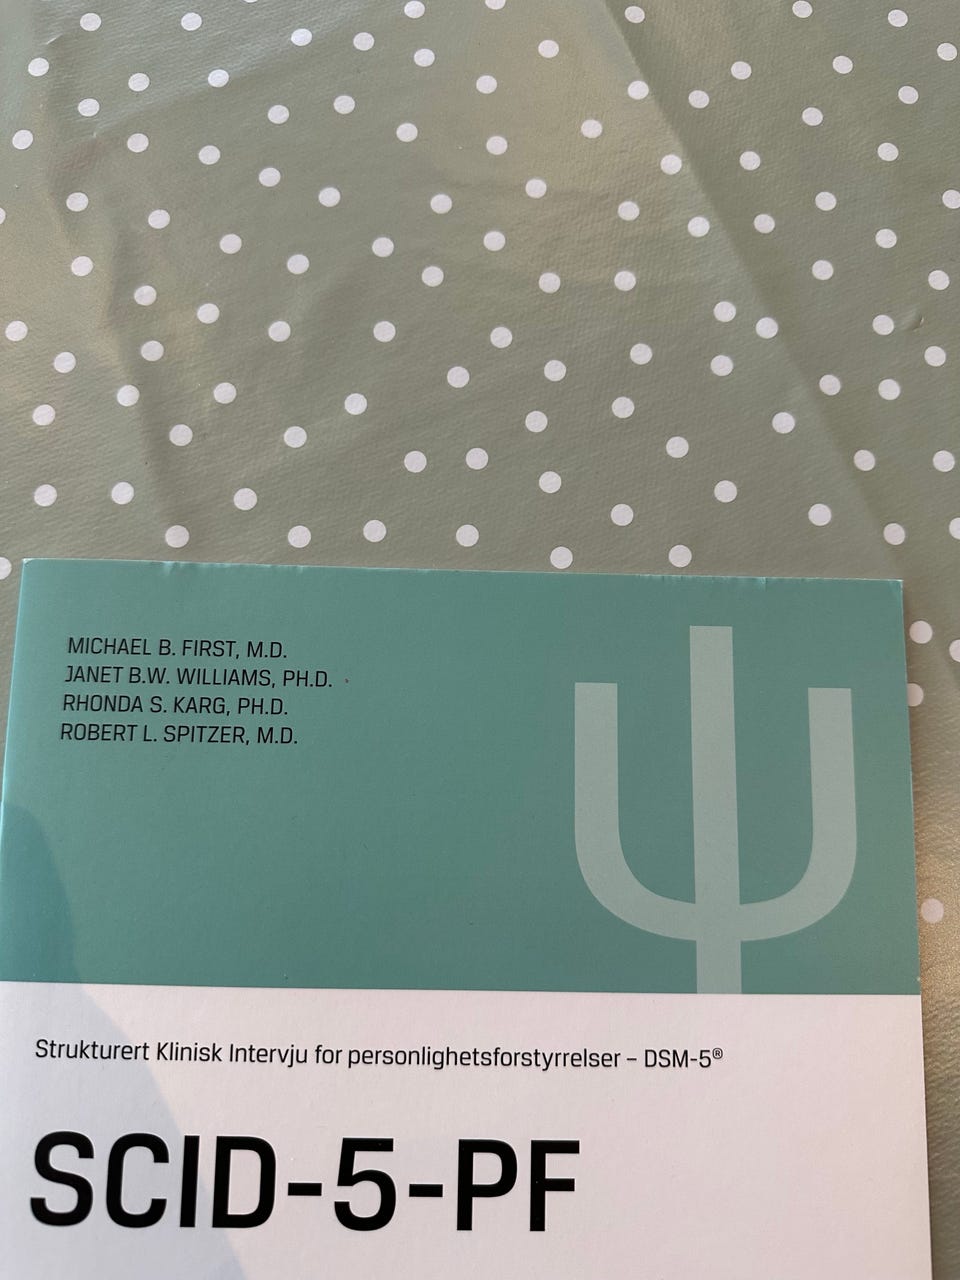 MICHAEL B. FIRST, M.D.
JANET B.W. WILLIAMS, PH.D.
RHONDA S. KARG, PH.D.
ROBERT L. SPITZER, M.D.
Strukturert Klinisk Intervju for personlighetsforstyrrelser – DSM-5®
SCID-5-PF